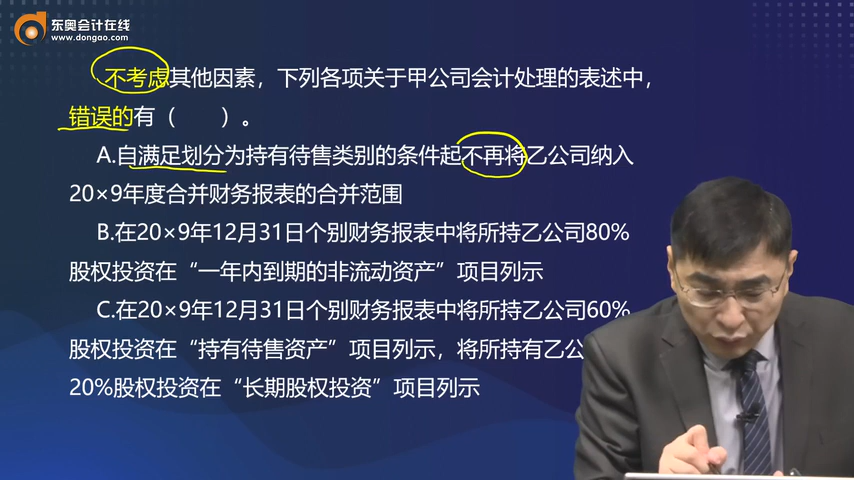 东奥会计在线
www.dongao.com
不考虑其他因素，下列各项关于甲公司会计处理的表述中，
错误的有（　　）。
A.自满足划分为持有待售类别的条件起不再将乙公司纳入
20×9年度合并财务报表的合并范围
B.在20×9年12月31日个别财务报表中将所持乙公司80%
股权投资在“一年内到期的非流动资产”项目列示
C.在20×9年12月31日个别财务报表中将所持乙公司60%
股权投资在“持有待售资产”项目列示，将所持有乙公
20%股权投资在“长期股权投资”项目列示